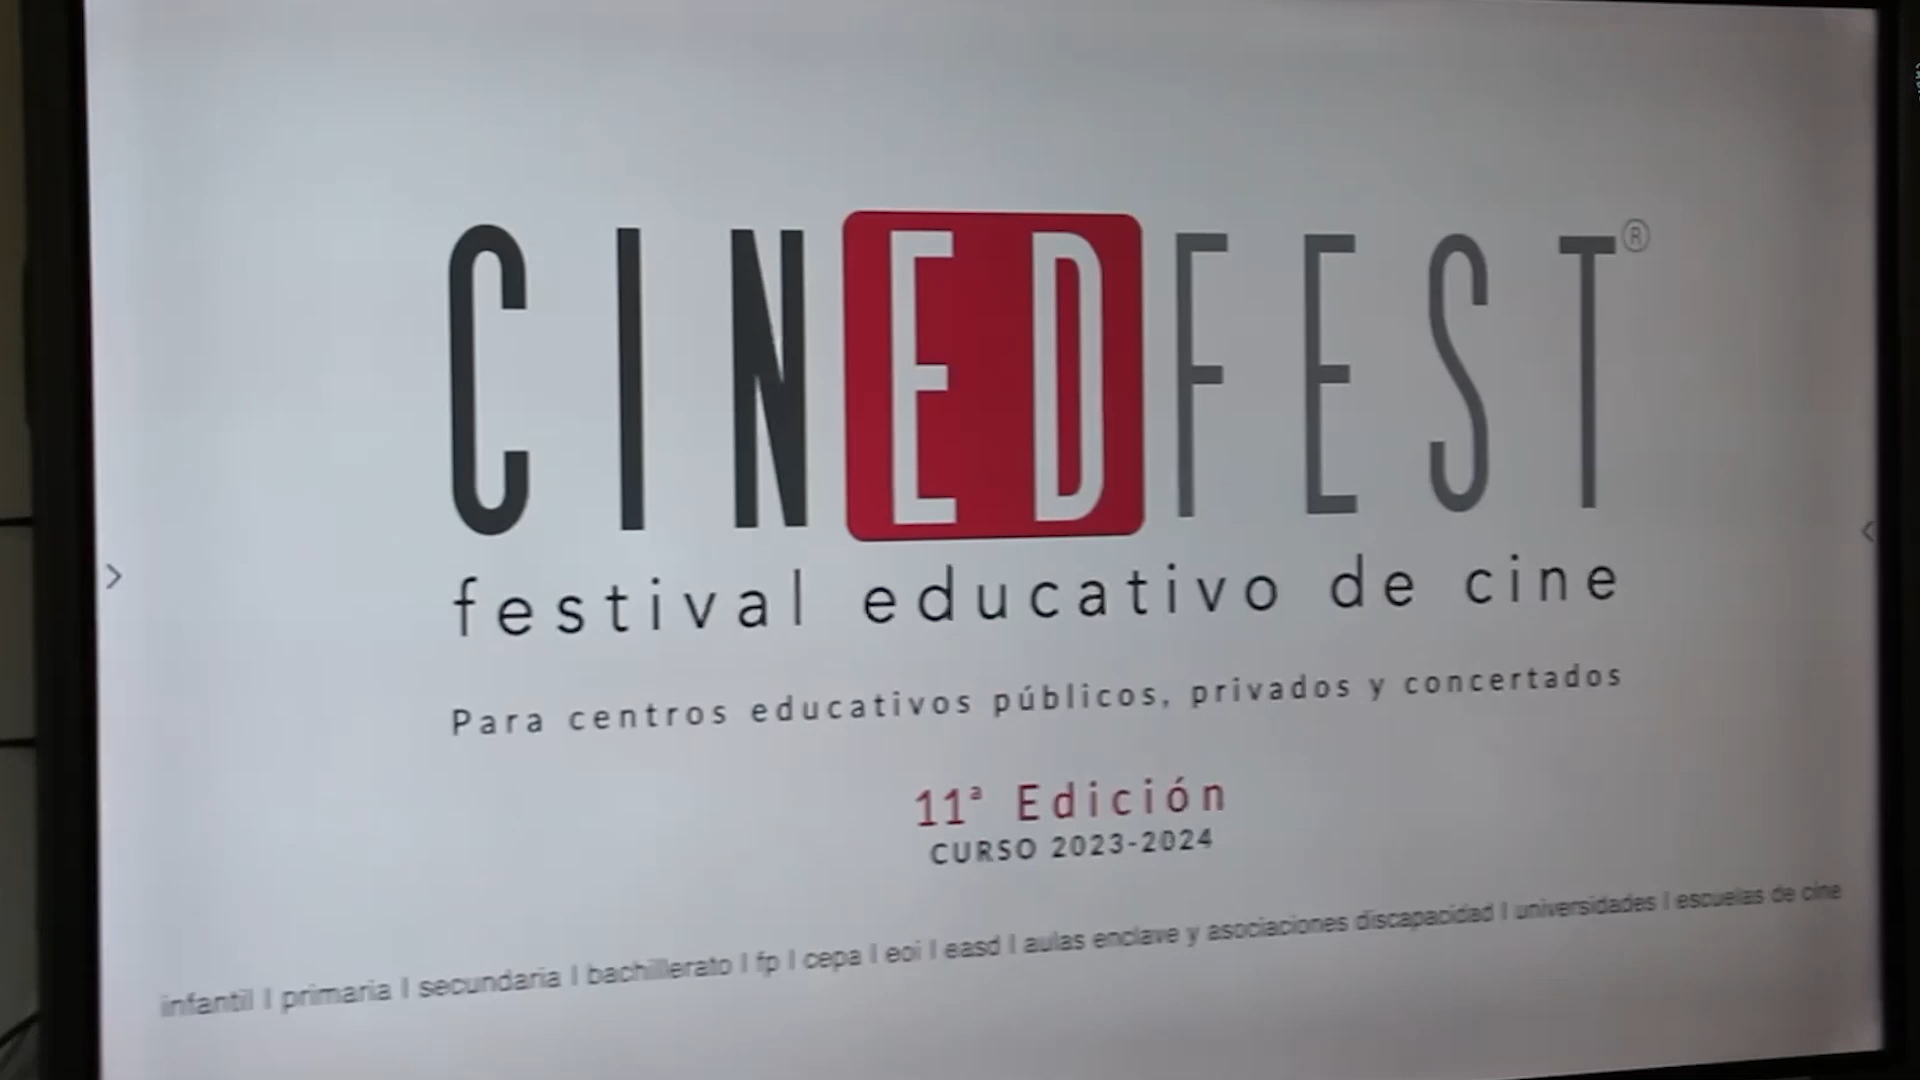 CINEDFEST®
festival educativo de cine
Para centros educativos públicos, privados y concertados
11ª Edición
CURSO 2023-2024
infantil | primaria | secundaria | bachillerato | fp | cepa | eoi | easd | aulas enclave y asociaciones discapacidad | universidades | escuelas de cine